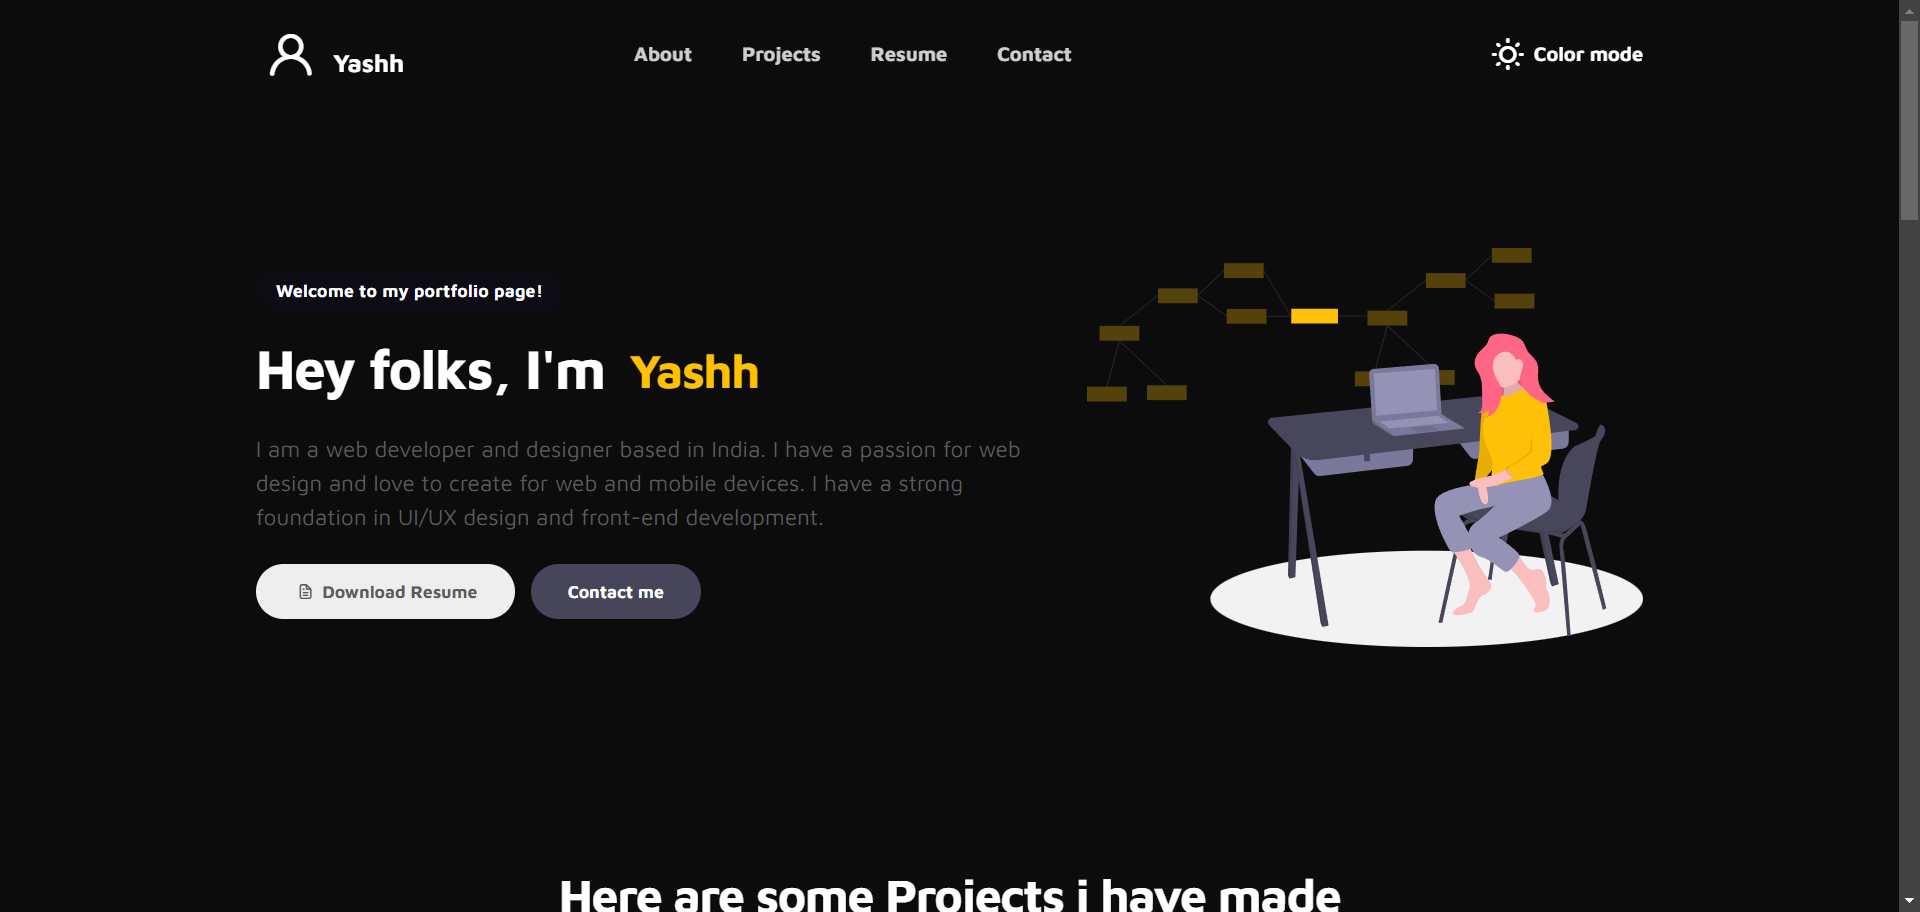 Yashh
About
Projects
Resume
Contact
Color mode
Welcome to my portfolio page!
Hey folks, I'm Yashh
I am a web developer and designer based in India. I have a passion for web
design and love to create for web and mobile devices. I have a strong
foundation in UI/UX design and front-end development.
Download Resume
Contact me
Here are some Projects i have made